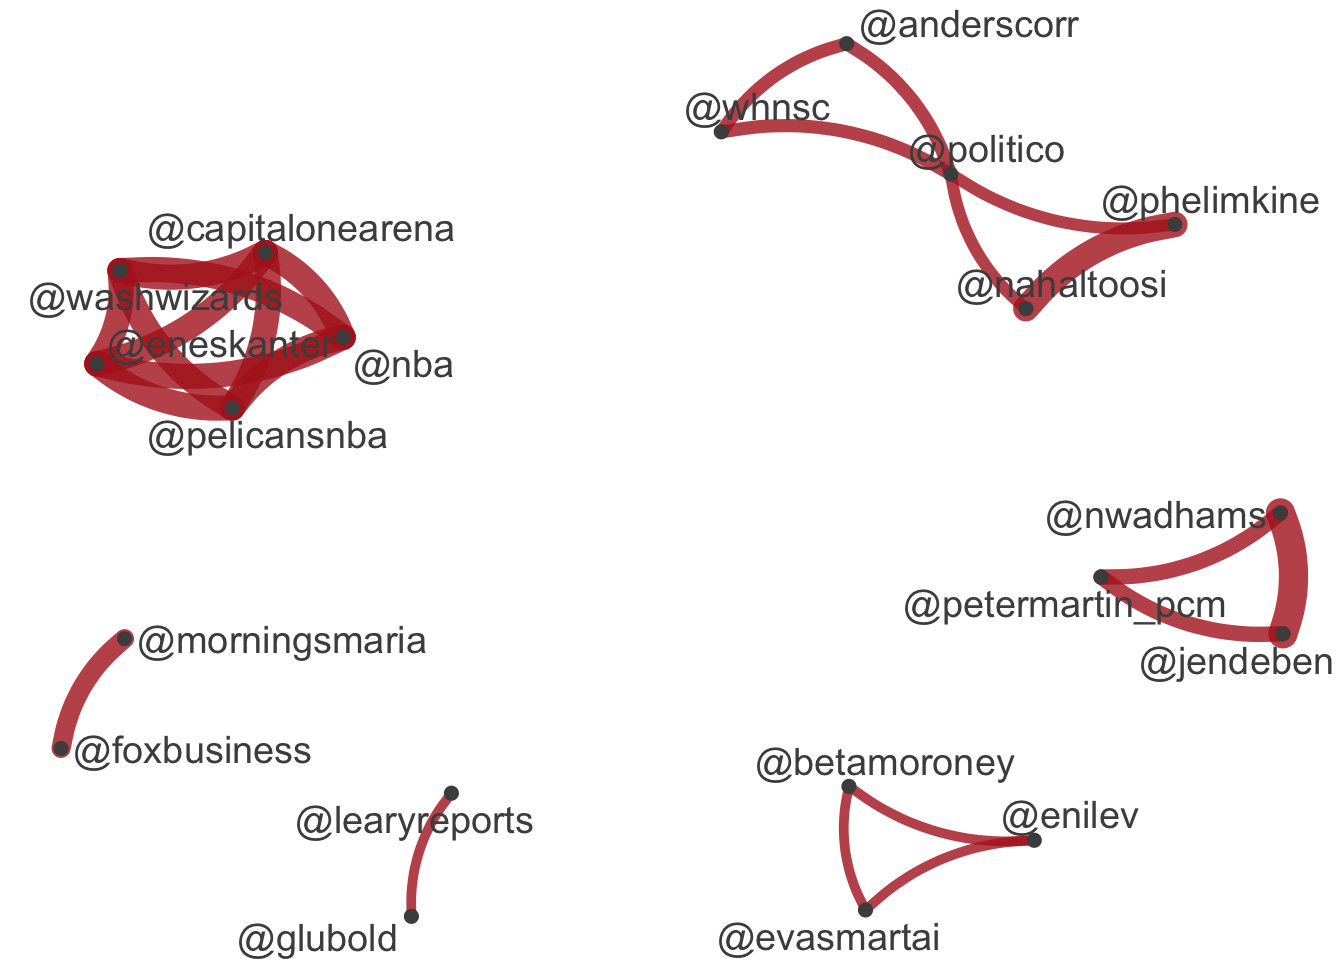 @anderscorr
@whnsc
@politico
@phelimkine
@nahaltoosi
@capitalonearena
@washwizards
@eneskanter
@nba
@pelicansnba
@nwadhams
@petermartin_pcm
@jendeben
@morningsmaria
@foxbusiness
@learyreports
@glubold
@betamoroney
@enilev
@evasmartai